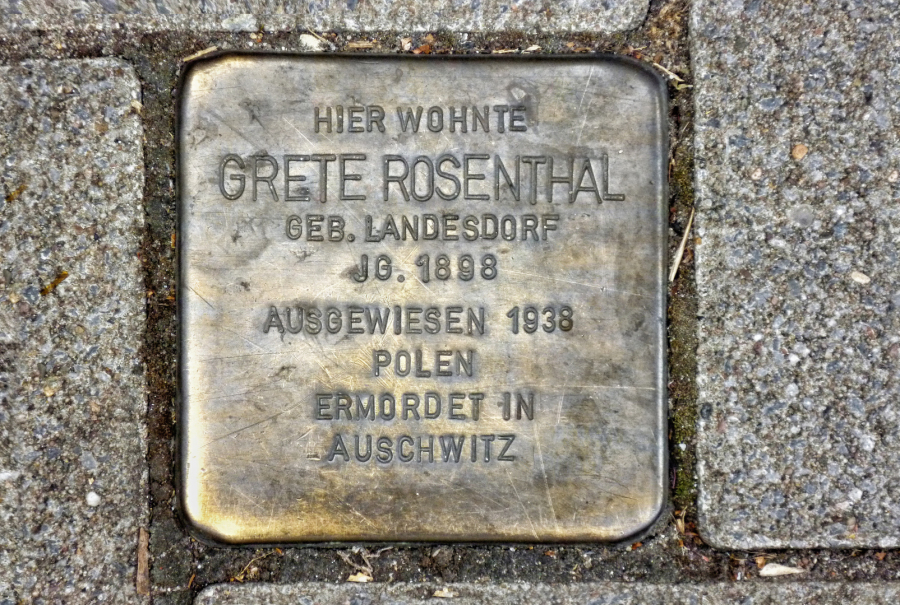 HIER WOHNTE
GRETE ROSENTHAL
GEB. LANDESDORF
JG. 1898
AUSGEWIESEN 1938
POLEN
ERMORDET IN
AUSCHWITZ